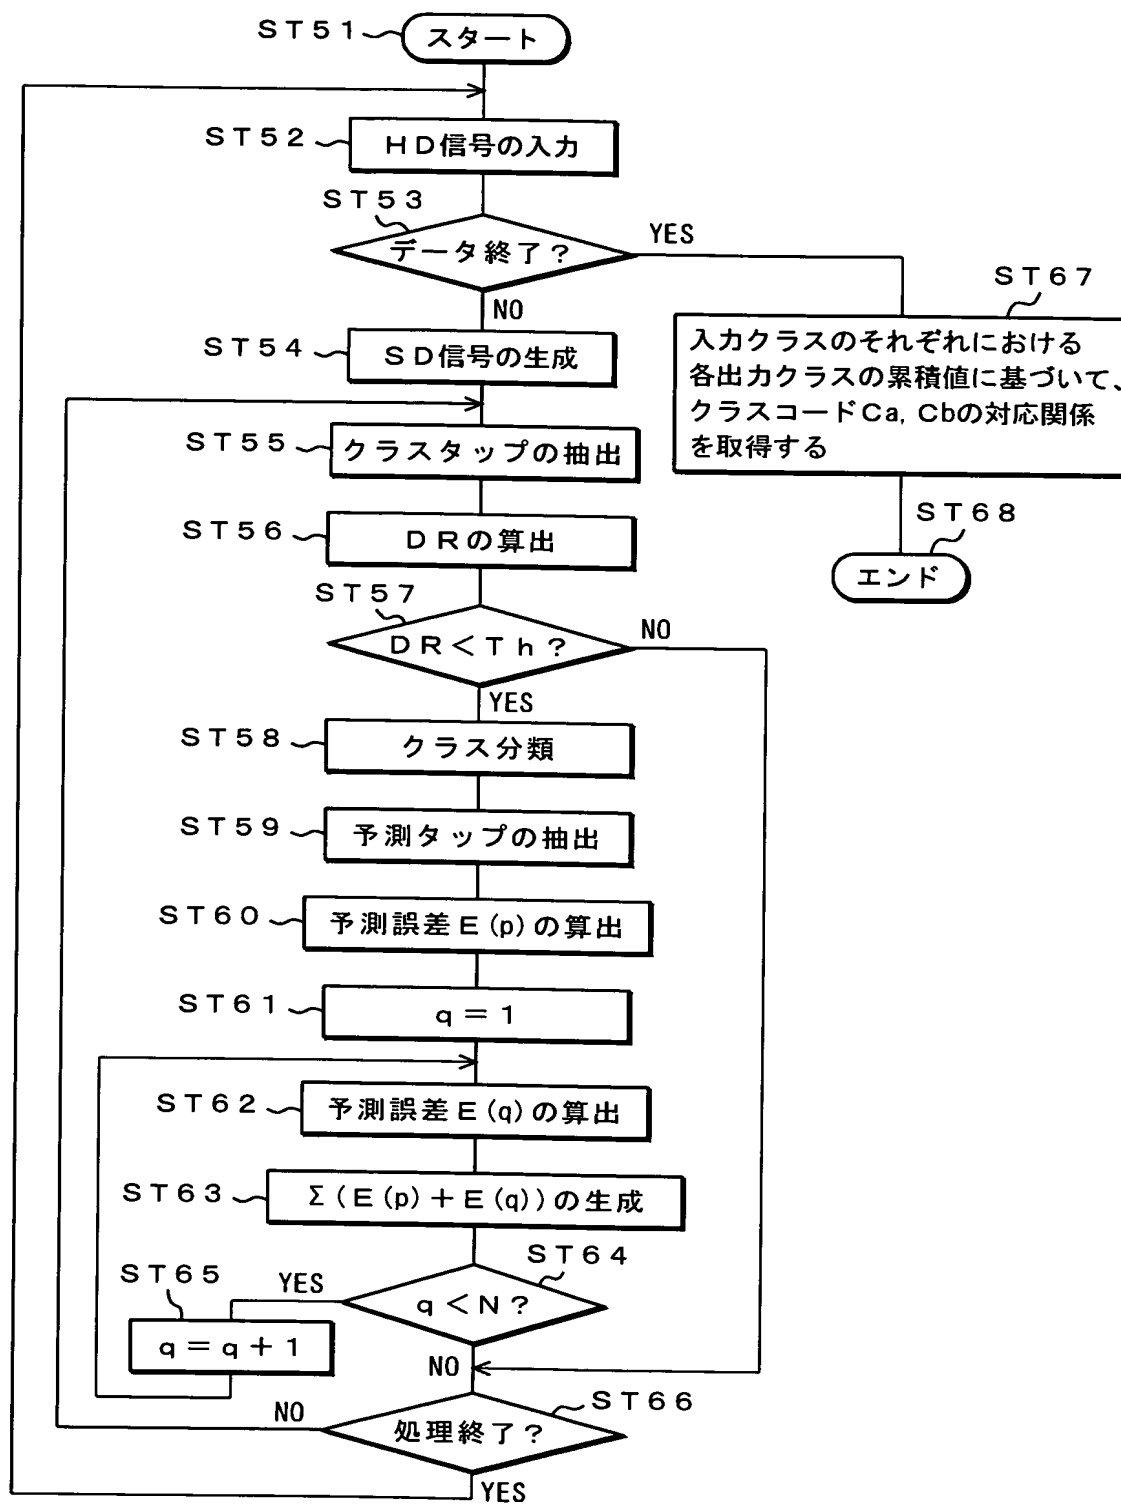 ST51
スタート
ST52
HD信号の入力
ST53
データ終了？
YES
NO
ST54
SD信号の生成
ST67
入力クラスのそれぞれにおける
各出力クラスの累積値に基づいて、
クラスコードCa, Cbの対応関係
を取得する
ST68
エンド
ST55
クラスタップの抽出
ST56
DRの算出
ST57
DR＜Th？
NO
YES
ST58
クラス分類
ST59
予測タップの抽出
ST60
予測誤差E(p)の算出
ST61
q＝1
ST62
予測誤差E(q)の算出
ST63
Σ(E(p)＋E(q))の生成
ST64
q＜N？
YES
ST65
q＝q＋1
NO
ST66
処理終了？
NO
YES